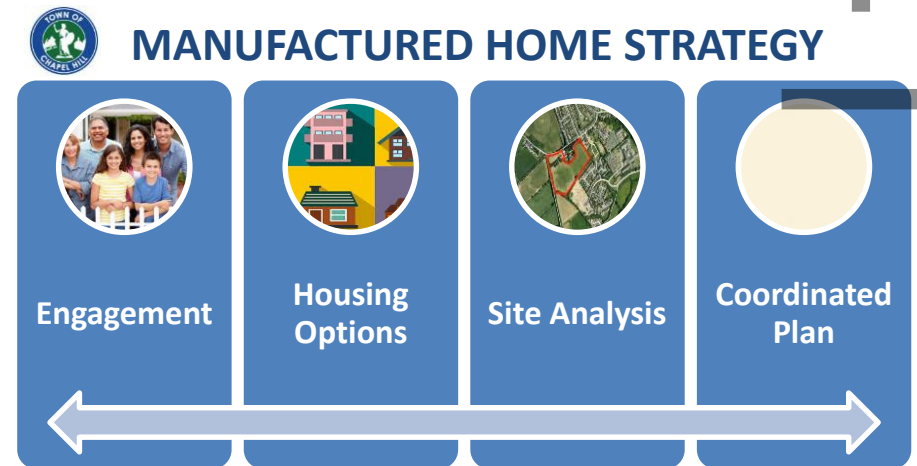 TOWN OF
CHAPEL HILL
MANUFACTURED HOME STRATEGY
Engagement
Housing
Options
Site Analysis
Coordinated
Plan